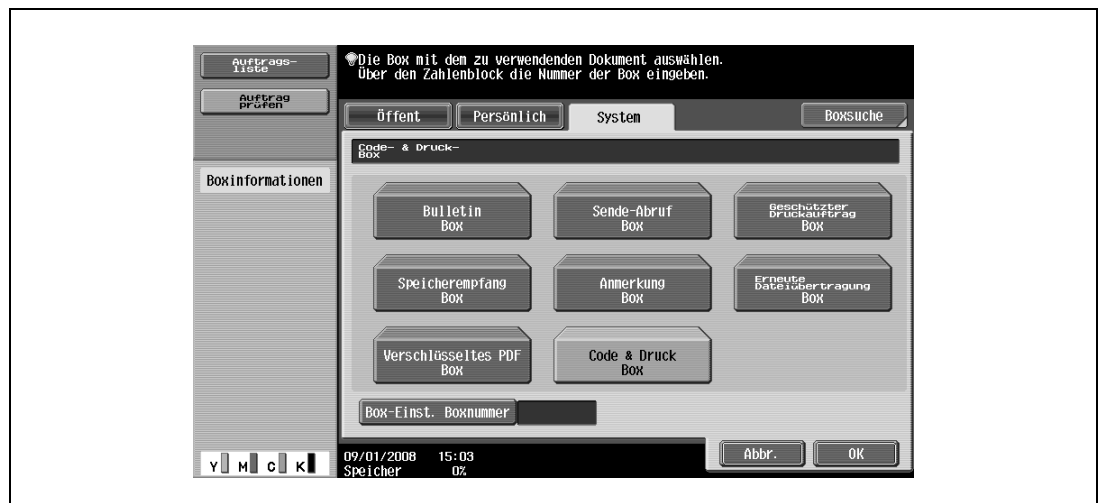 Auftrags-
liste
Auftrag
prüfen
Die Box mit dem zu verwendenden Dokument auswählen.
Über den Zahlenblock die Nummer der Box eingeben.
Öffent
Persönlich
System
Boxsuche
Code- & Druck-
Box
Boxinformationen
Bulletin
Box
Sende-Abruf
Box
Geschützter
Druckauftrag
Box
Speicherempfang
Box
Anmerkung
Box
Erneute
Dateiübertragung
Box
Verschlüsseltes PDF
Box
Code & Druck
Box
Box-Einst. Boxnummer
Y M C K
09/01/2008 15:03
Speicher 0%
Abbr.
OK